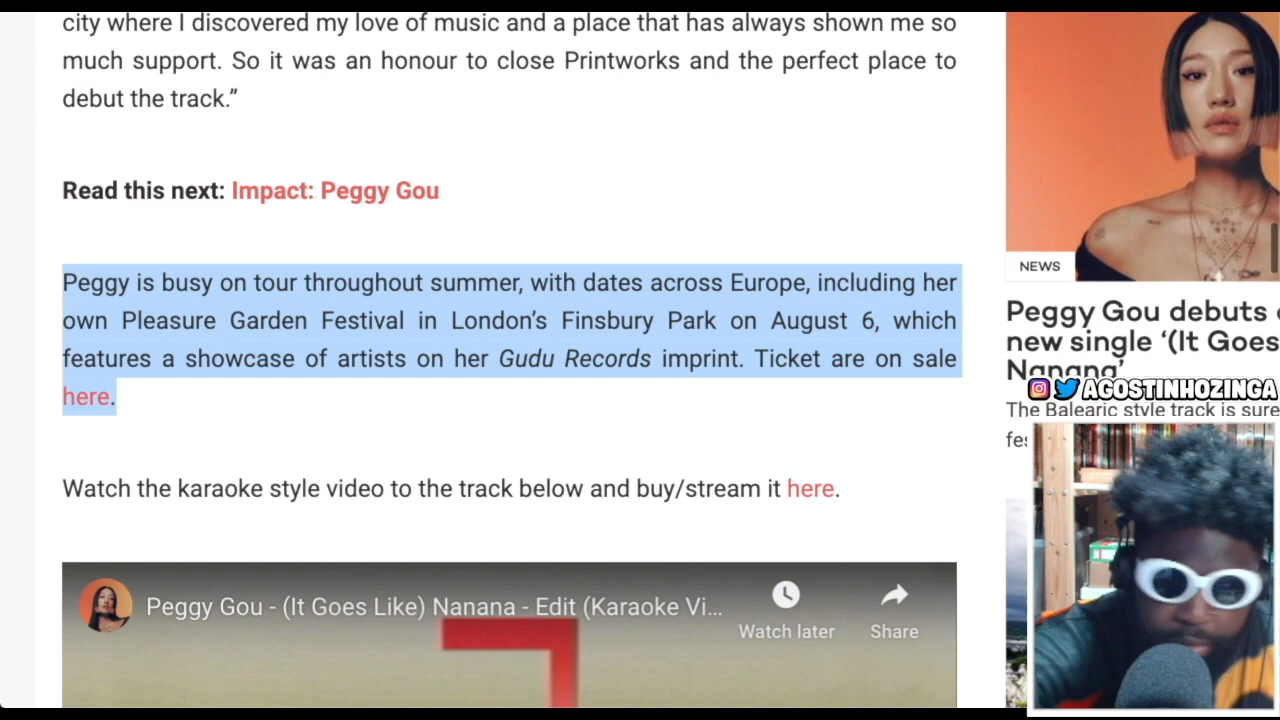 city where I discovered my love of music and a place that has always shown me so
much support. So it was an honour to close Printworks and the perfect place to
debut the track.”
Read this next: Impact: Peggy Gou
Peggy is busy on tour throughout summer, with dates across Europe, including her
own Pleasure Garden Festival in London’s Finsbury Park on August 6, which
features a showcase of artists on her Gudu Records imprint. Ticket are on sale
here.
Watch the karaoke style video to the track below and buy/stream it here.
Peggy Gou - (It Goes Like) Nanana - Edit (Karaoke Vi...
Watch later
Share
NEWS
Peggy Gou debuts
new single ‘(It Goes
Nanana’
AGOSTINHOZINGA
The Balearic style track is sure